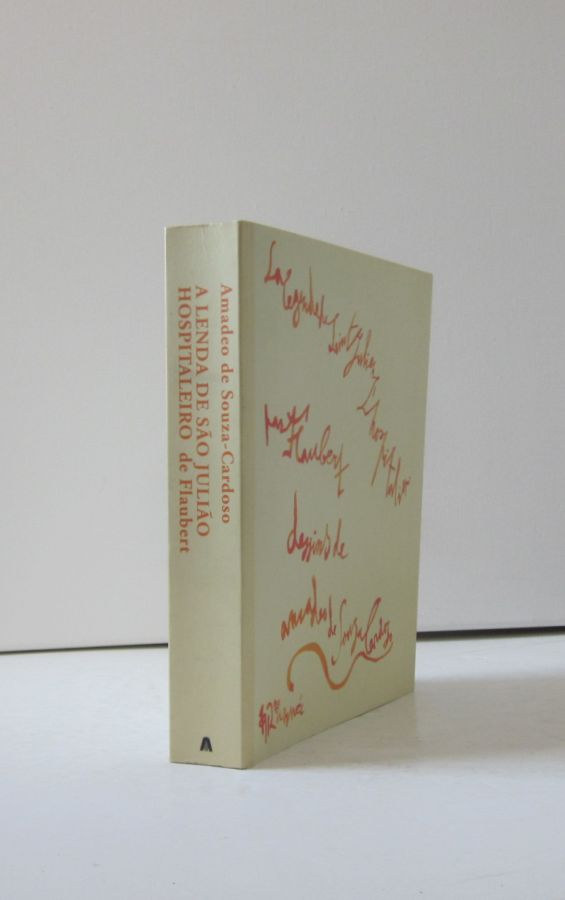 Amadeo de Souza-Cardoso
A LENDA DE SÃO JULIÃO
HOSPITALEIRO de Flaubert
La Légende de Saint Julien L'hospitalier
par
Flaubert
dessins de
amadeo de Souza Cardoso